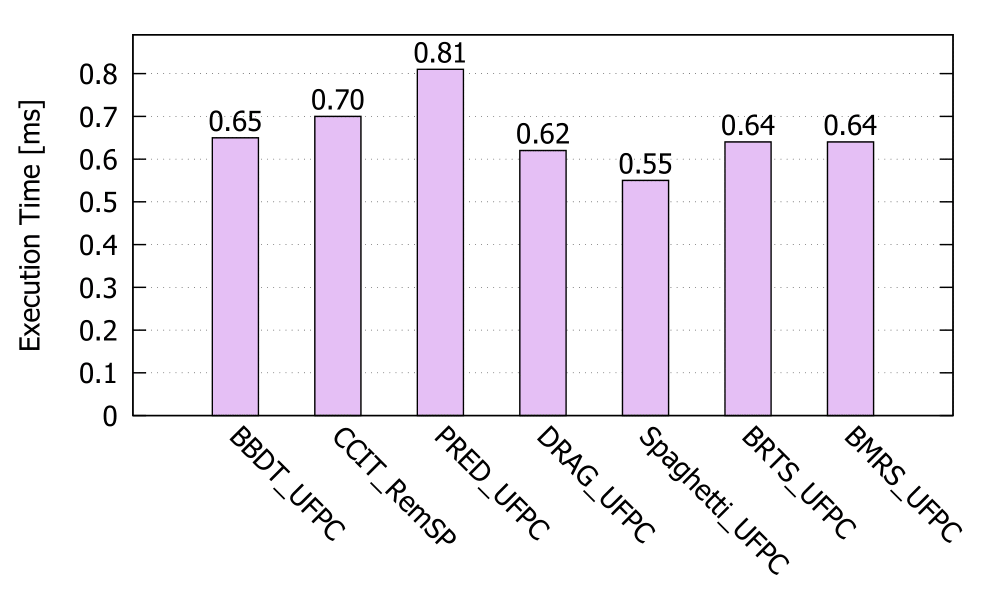 Execution Time [ms]
0.8
0.7
0.6
0.5
0.4
0.3
0.2
0.1
0
0.65
0.70
0.81
0.62
0.55
0.64
0.64
BBDT_UFPC
CCIT_RemSP
PRED_UFPC
DRAG_UFPC
Spaghetti_UFPC
BRTS_UFPC
BMRS_UFPC